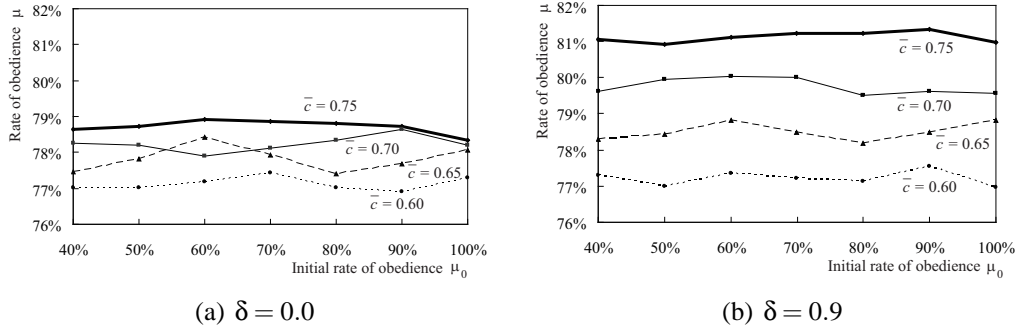 Rate of obedience μ
82%
81%
80%
79%
78%
77%
76%
c̄ = 0.75
c̄ = 0.70
c̄ = 0.65
c̄ = 0.60
40% 50% 60% 70% 80% 90% 100%
Initial rate of obedience μ₀
(a) δ = 0.0
Rate of obedience μ
82%
81%
80%
79%
78%
77%
76%
c̄ = 0.75
c̄ = 0.70
c̄ = 0.65
c̄ = 0.60
40% 50% 60% 70% 80% 90% 100%
Initial rate of obedience μ₀
(b) δ = 0.9